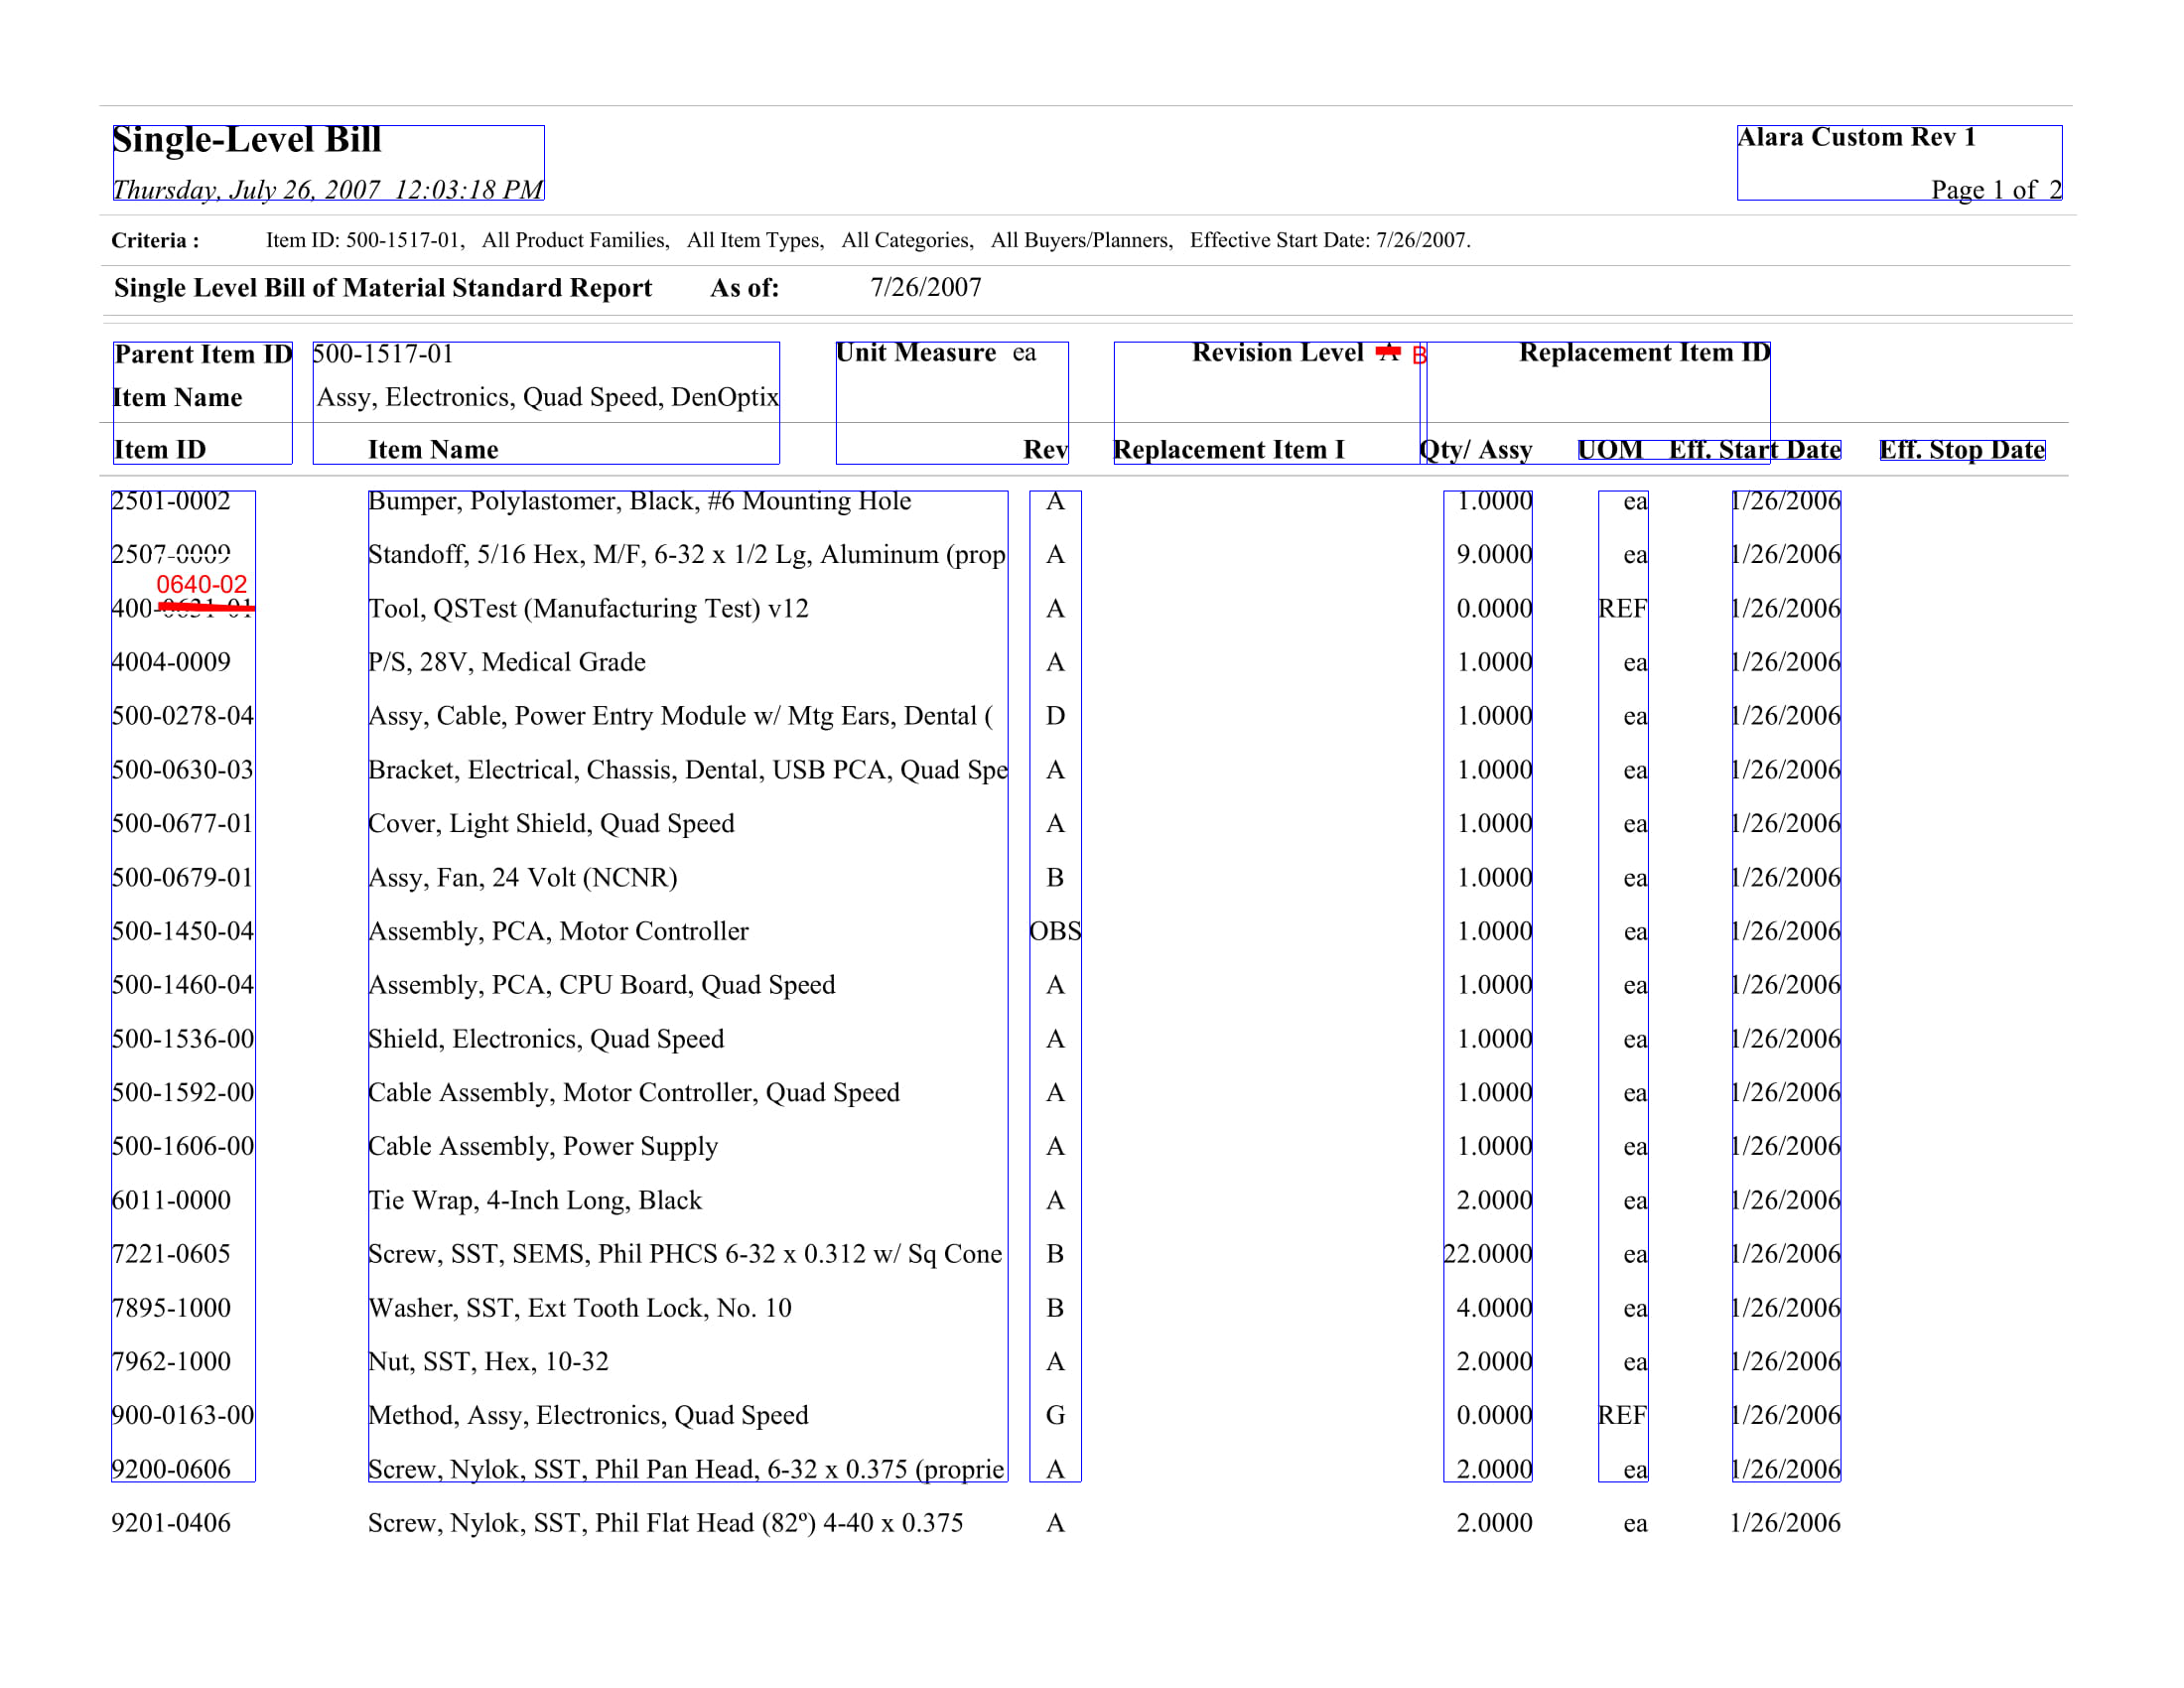 Single-Level Bill Alara Custom Rev 1
Thursday, July 26, 2007 12:03:18 PM Page 1 of 2
Criteria : Item ID: 500-1517-01, All Product Families, All Item Types, All Categories, All Buyers/Planners, Effective Start Date: 7/26/2007.
Single Level Bill of Material Standard Report As of: 7/26/2007
Parent Item ID 500-1517-01 Unit Measure ea Revision Level A B Replacement Item ID
Item Name Assy, Electronics, Quad Speed, DenOptix
Item ID Item Name Rev Replacement Item I Qty/ Assy UOM Eff. Start Date Eff. Stop Date
2501-0002 Bumper, Polylastomer, Black, #6 Mounting Hole A 1.0000 ea 1/26/2006
2507-0009 Standoff, 5/16 Hex, M/F, 6-32 x 1/2 Lg, Aluminum (prop A 9.0000 ea 1/26/2006
0640-02
400-0631-01 Tool, QSTest (Manufacturing Test) v12 A 0.0000 REF 1/26/2006
4004-0009 P/S, 28V, Medical Grade A 1.0000 ea 1/26/2006
500-0278-04 Assy, Cable, Power Entry Module w/ Mtg Ears, Dental ( D 1.0000 ea 1/26/2006
500-0630-03 Bracket, Electrical, Chassis, Dental, USB PCA, Quad Spe A 1.0000 ea 1/26/2006
500-0677-01 Cover, Light Shield, Quad Speed A 1.0000 ea 1/26/2006
500-0679-01 Assy, Fan, 24 Volt (NCNR) B 1.0000 ea 1/26/2006
500-1450-04 Assembly, PCA, Motor Controller OBS 1.0000 ea 1/26/2006
500-1460-04 Assembly, PCA, CPU Board, Quad Speed A 1.0000 ea 1/26/2006
500-1536-00 Shield, Electronics, Quad Speed A 1.0000 ea 1/26/2006
500-1592-00 Cable Assembly, Motor Controller, Quad Speed A 1.0000 ea 1/26/2006
500-1606-00 Cable Assembly, Power Supply A 1.0000 ea 1/26/2006
6011-0000 Tie Wrap, 4-Inch Long, Black A 2.0000 ea 1/26/2006
7221-0605 Screw, SST, SEMS, Phil PHCS 6-32 x 0.312 w/ Sq Cone B 22.0000 ea 1/26/2006
7895-1000 Washer, SST, Ext Tooth Lock, No. 10 B 4.0000 ea 1/26/2006
7962-1000 Nut, SST, Hex, 10-32 A 2.0000 ea 1/26/2006
900-0163-00 Method, Assy, Electronics, Quad Speed G 0.0000 REF 1/26/2006
9200-0606 Screw, Nylok, SST, Phil Pan Head, 6-32 x 0.375 (proprie A 2.0000 ea 1/26/2006
9201-0406 Screw, Nylok, SST, Phil Flat Head (82º) 4-40 x 0.375 A 2.0000 ea 1/26/2006